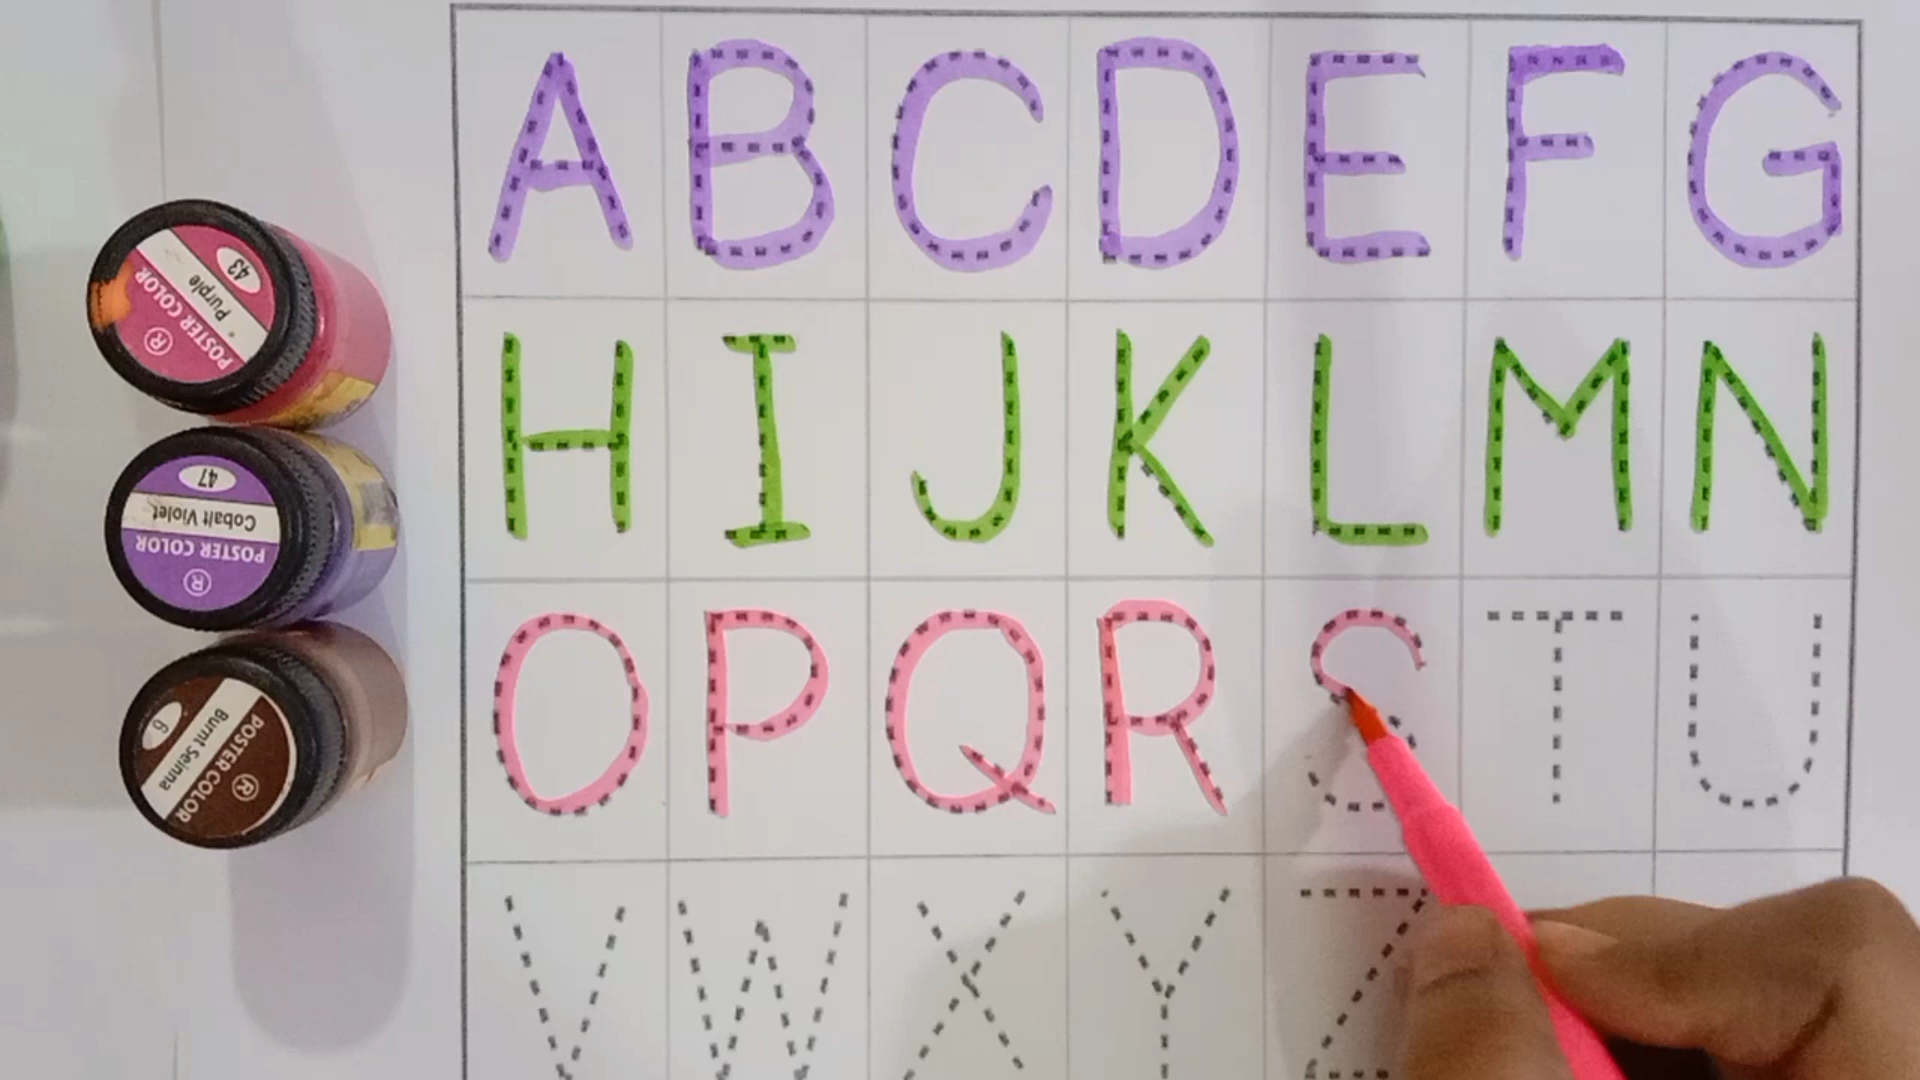 A B C D E F G
H I J K L M N
O P Q R S T U
V W X Y Z
43
Purple
POSTER COLOR
®
47
Cobalt Violet
POSTER COLOR
®
6
Burnt Seinna
POSTER COLOR
®